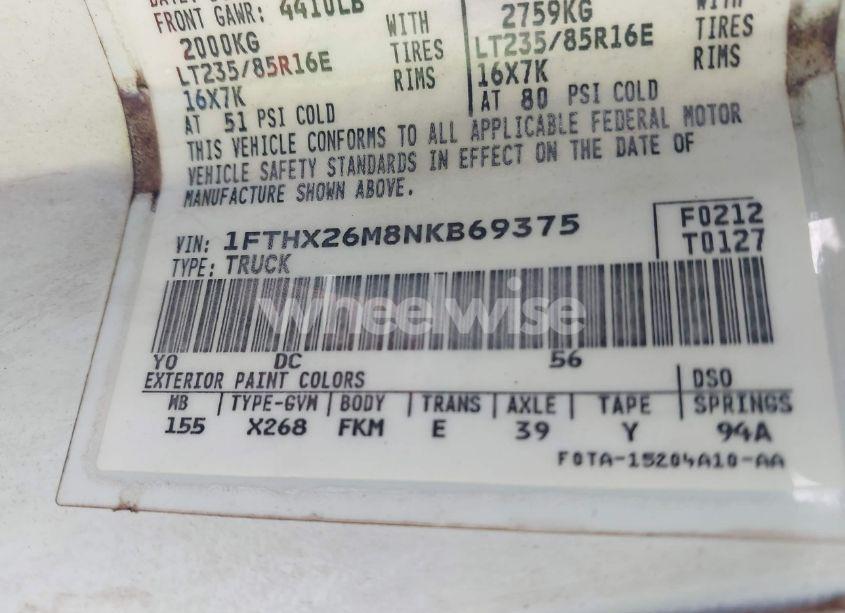 FRONT GAWR: 4410LB
2000KG WITH 2759KG WITH
LT235/85R16E TIRES LT235/85R16E TIRES
16X7K RIMS 16X7K RIMS
AT 51 PSI COLD AT 80 PSI COLD
THIS VEHICLE CONFORMS TO ALL APPLICABLE FEDERAL MOTOR
VEHICLE SAFETY STANDARDS IN EFFECT ON THE DATE OF
MANUFACTURE SHOWN ABOVE.
VIN: 1FTHX26M8NKB69375 F0212
TYPE: TRUCK T0127
wheelwise
YO DC 56
EXTERIOR PAINT COLORS DSO
WB TYPE-GVM BODY TRANS AXLE TAPE SPRINGS
155 X268 FKM E 39 Y 94A
F0TA-15204A10-AA